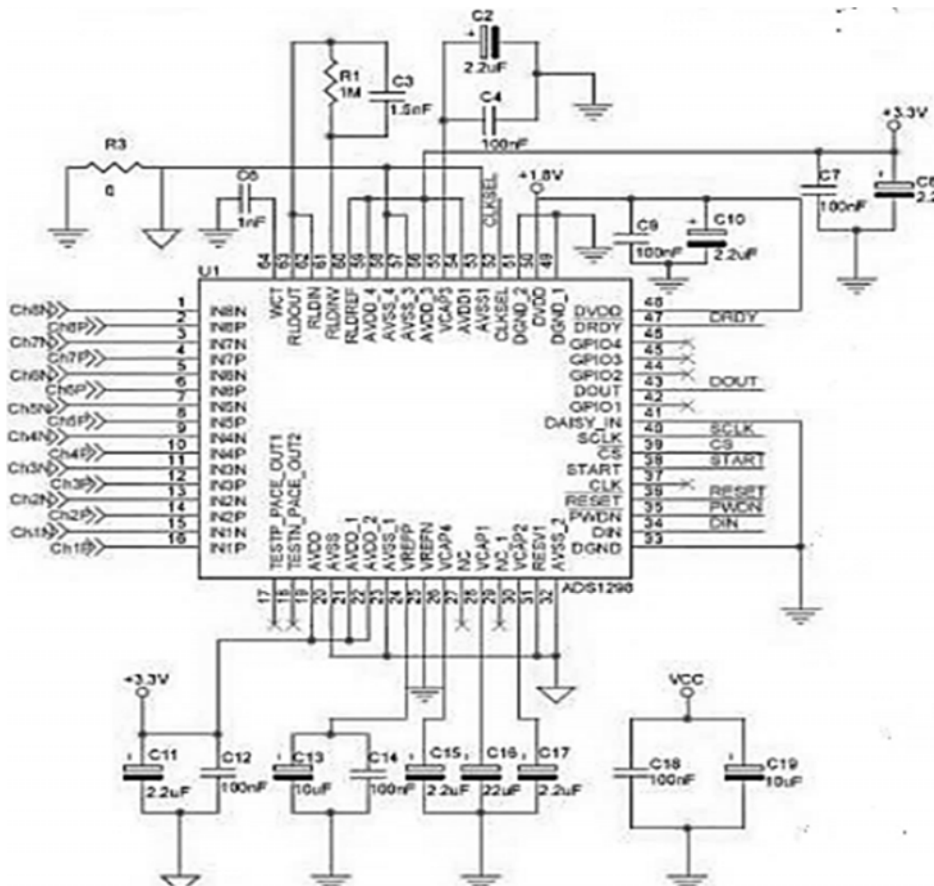 C2
2.2uF
R1
1M
C3
1.5nF
C4
100nF
+3.3V
R3
0
C7
100nF
+1.8V
CLKSEL
1nF
C9
100nF
C10
2.2uF
64
63
62
61
60
59
58
57
56
55
54
53
52
51
50
49
U1
WCT
RLDOUT
RLDIN
RLDINV
RLDREF
AVDD_4
AVSS_4
AVSS_3
AVDD_3
VCAP3
AVDD1
AVSS1
CLKSEL
DGND_2
DVDD
DGND_1
Ch8N 1 IN8N
Ch8P 2 IN8P
Ch7N 3 IN7N
Ch7P 4 IN7P
Ch6N 5 IN6N
Ch6P 6 IN6P
Ch5N 7 IN5N
Ch5P 8 IN5P
Ch4N 9 IN4N
Ch4P 10 IN4P
Ch3N 11 IN3N
Ch3P 12 IN3P
Ch2N 13 IN2N
Ch2P 14 IN2P
Ch1N 15 IN1N
Ch1P 16 IN1P
DVDD 48
DRDY 47 DRDY
GPIO4 46
GPIO3 45
GPIO2 44
DOUT 43 DOUT
GPIO1 42
DAISY_IN 41
SCLK 40 SCLK
CS 39 CS
START 38 START
CLK 37
RESET 36 RESET
PWDN 35 PWDN
DIN 34 DIN
DGND 33
TESTP_PACE_OUT1
TESTN_PACE_OUT2
AVDD
AVSS
AVDD_1
AVDD_2
AVSS_1
VREFP
VREFN
VCAP4
NC
VCAP1
NC_1
VCAP2
RESV1
AVSS_2
ADS1298
17
18
19
20
21
22
23
24
25
26
27
28
29
30
31
32
+3.3V
VCC
C11
2.2uF
C12
100nF
C13
10uF
C14
100nF
C15
2.2uF
C16
22uF
C17
2.2uF
C18
100nF
C19
10uF